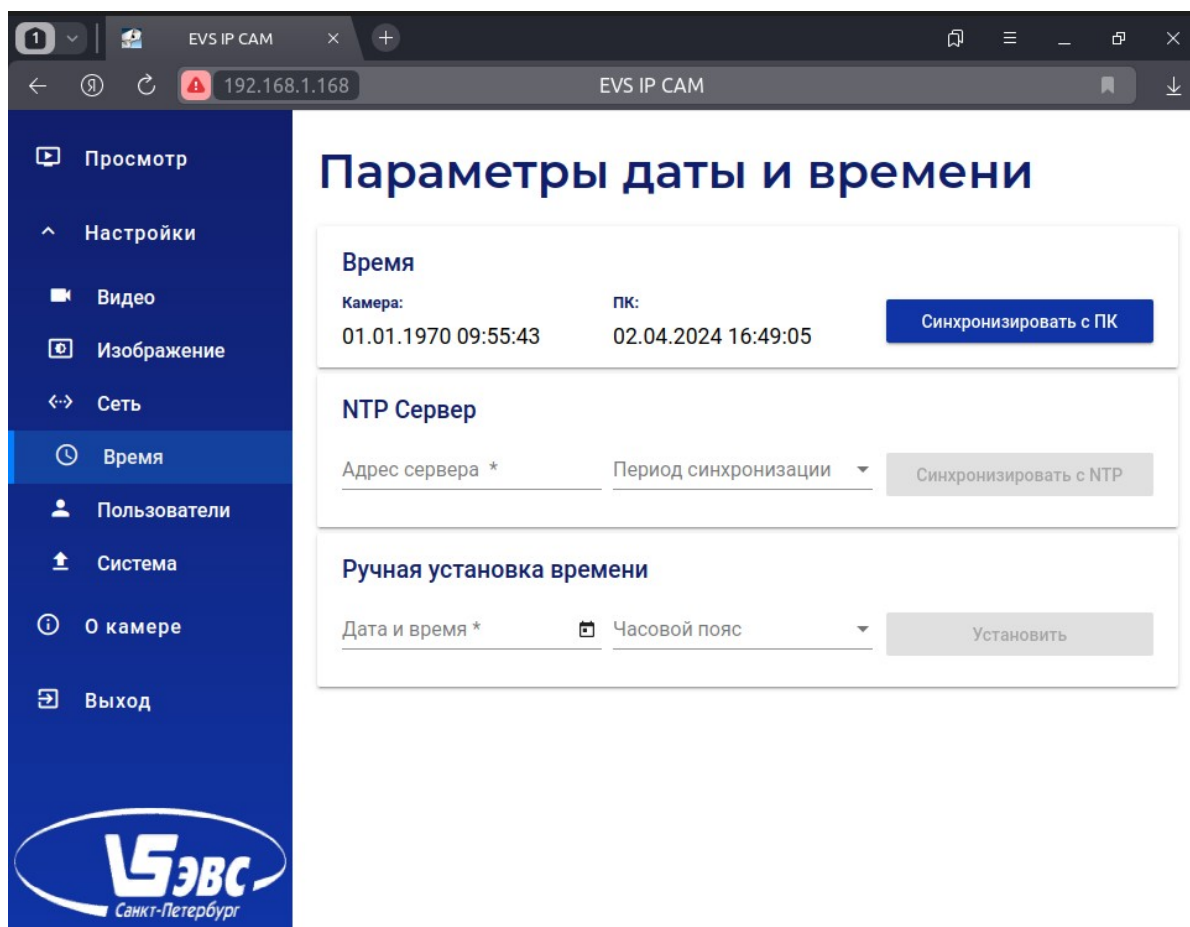 1
EVS IP CAM
192.168.1.168
EVS IP CAM
Просмотр
Настройки
Видео
Изображение
Сеть
Время
Пользователи
Система
О камере
Выход
ЭВС
Санкт-Петербург
Параметры даты и времени
Время
Камера:
01.01.1970 09:55:43
ПК:
02.04.2024 16:49:05
Синхронизировать с ПК
NTP Сервер
Адрес сервера *
Период синхронизации
Синхронизировать с NTP
Ручная установка времени
Дата и время *
Часовой пояс
Установить